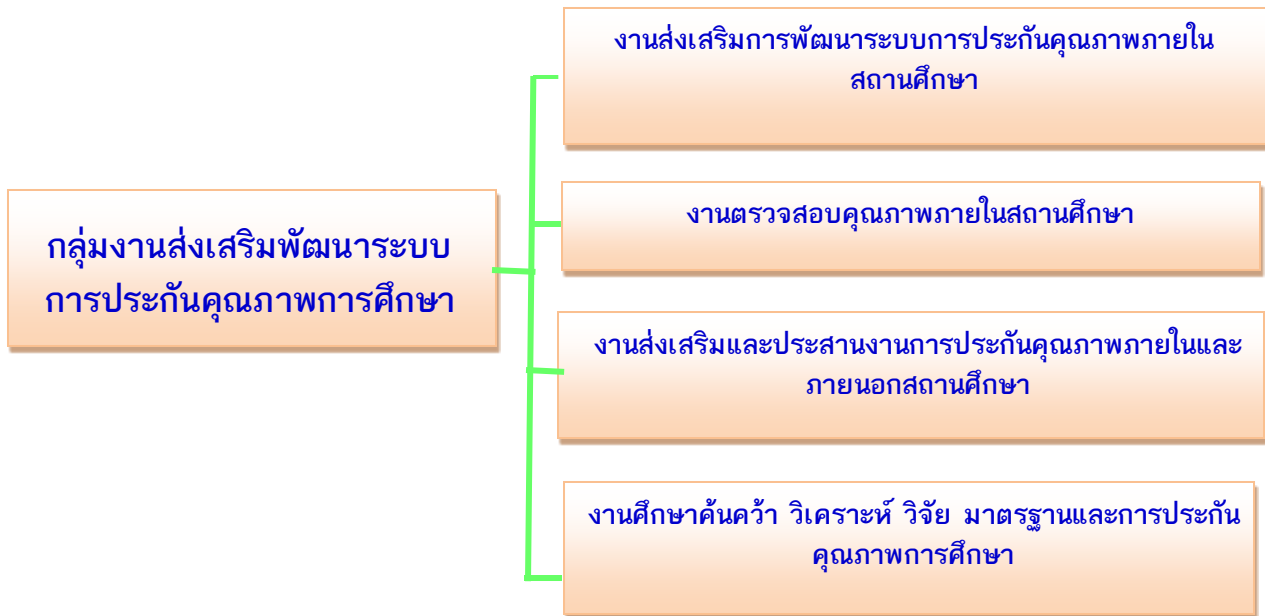 งานส่งเสริมการพัฒนาระบบการประกันคุณภาพภายใน
สถานศึกษา
งานตรวจสอบคุณภาพภายในสถานศึกษา
กลุ่มงานส่งเสริมพัฒนาระบบ
การประกันคุณภาพการศึกษา
งานส่งเสริมและประสานงานการประกันคุณภาพภายในและ
ภายนอกสถานศึกษา
งานศึกษาค้นคว้า วิเคราะห์ วิจัย มาตรฐานและการประกัน
คุณภาพการศึกษา